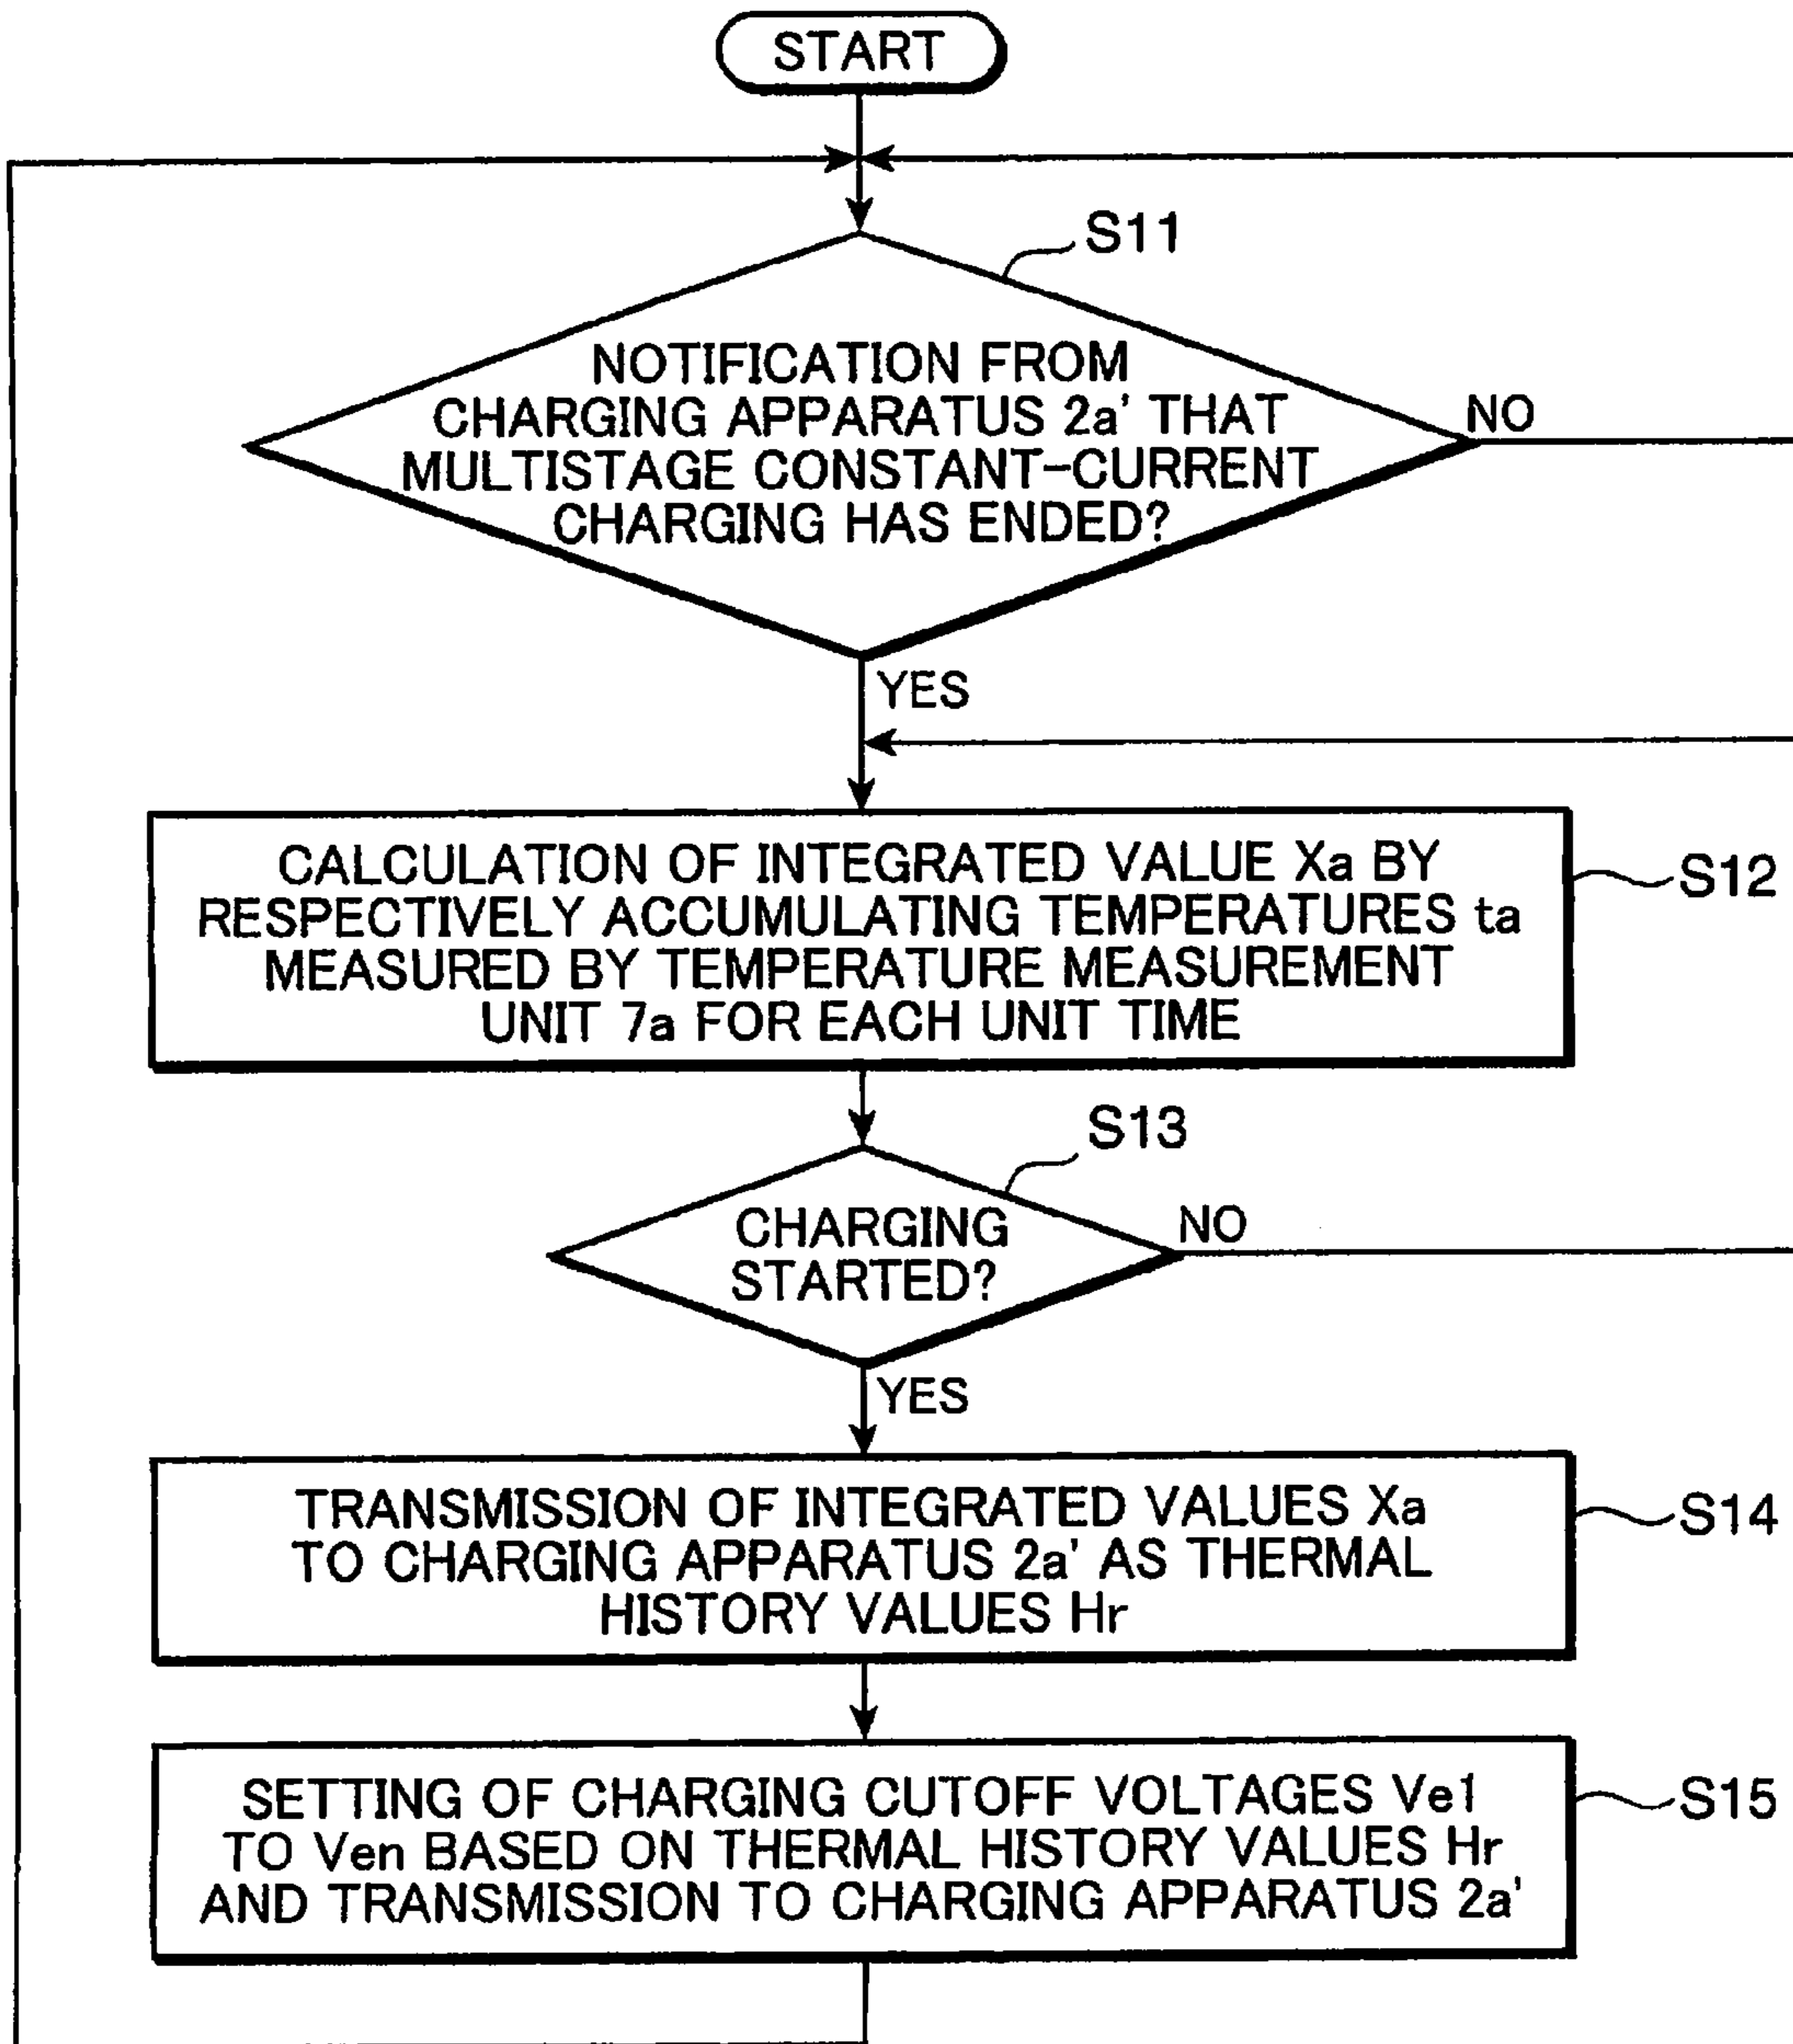 START
S11
NOTIFICATION FROM
CHARGING APPARATUS 2a' THAT
MULTISTAGE CONSTANT-CURRENT
CHARGING HAS ENDED?
NO
YES
CALCULATION OF INTEGRATED VALUE Xa BY
RESPECTIVELY ACCUMULATING TEMPERATURES ta
MEASURED BY TEMPERATURE MEASUREMENT
UNIT 7a FOR EACH UNIT TIME
S12
S13
CHARGING
STARTED?
NO
YES
TRANSMISSION OF INTEGRATED VALUES Xa
TO CHARGING APPARATUS 2a' AS THERMAL
HISTORY VALUES Hr
S14
SETTING OF CHARGING CUTOFF VOLTAGES Ve1
TO Ven BASED ON THERMAL HISTORY VALUES Hr
AND TRANSMISSION TO CHARGING APPARATUS 2a'
S15